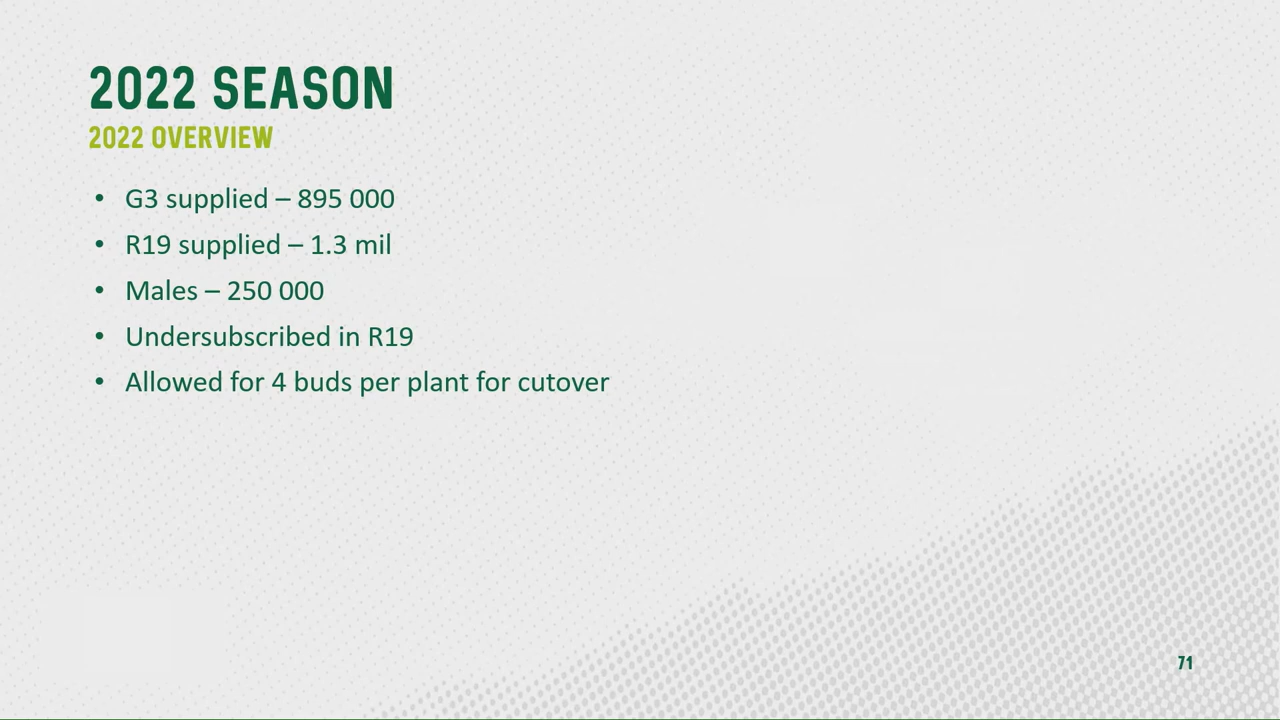 2022 SEASON
2022 OVERVIEW
• G3 supplied – 895 000
• R19 supplied – 1.3 mil
• Males – 250 000
• Undersubscribed in R19
• Allowed for 4 buds per plant for cutover
71